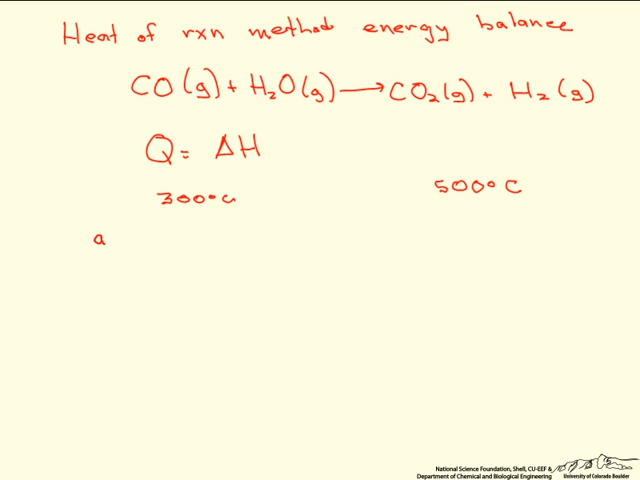 Heat of rxn method energy balance
CO(g) + H₂O(g) → CO₂(g) + H₂(g)
Q = ΔH
300°C 500°C
a
National Science Foundation, Shell, CU-EEF &
Department of Chemical and Biological Engineering
University of Colorado Boulder